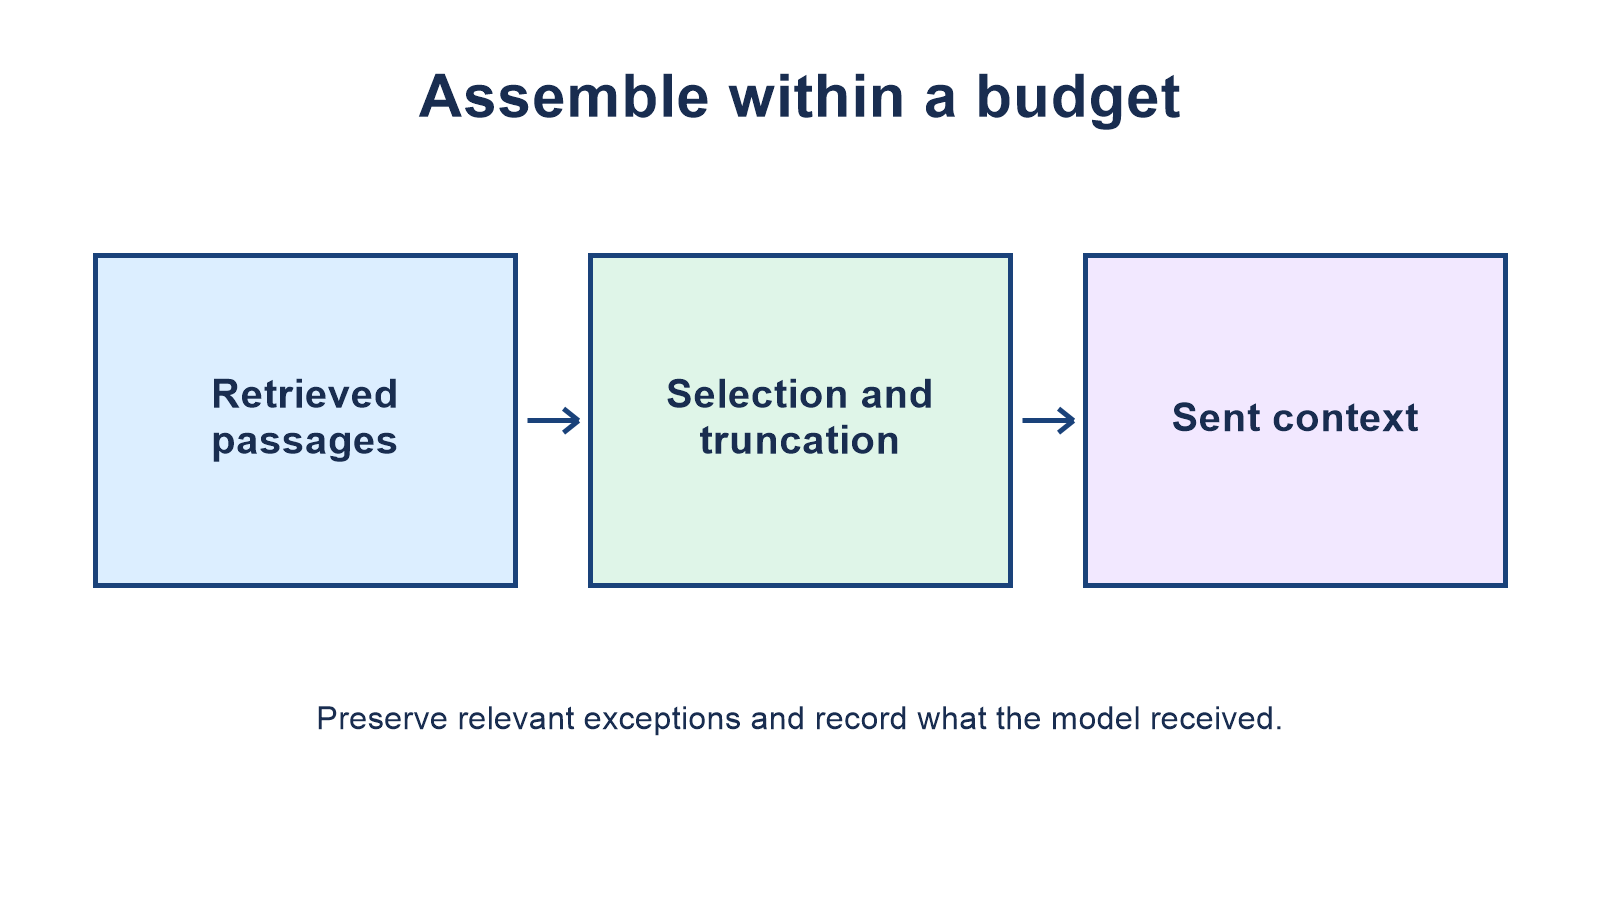 Assemble within a budget
Retrieved
passages
Selection and
truncation
Sent context
Preserve relevant exceptions and record what the model received.